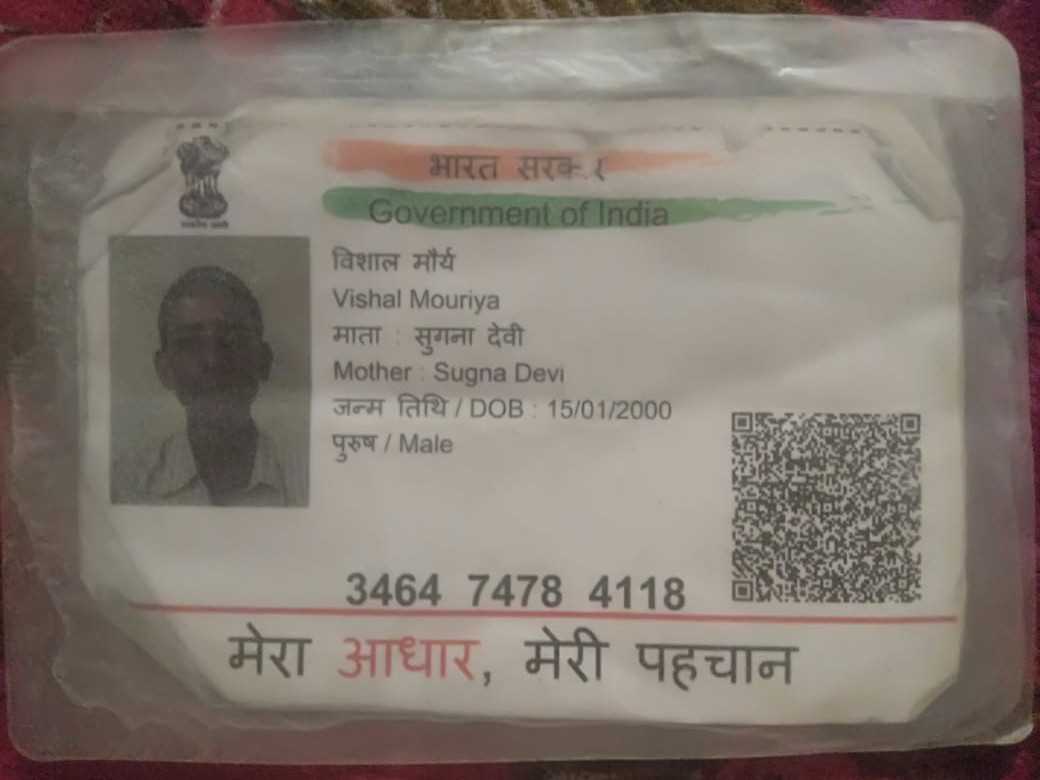 भारत सरकार
Government of India
विशाल मौर्य
Vishal Mouriya
माता : सुगना देवी
Mother : Sugna Devi
जन्म तिथि / DOB : 15/01/2000
पुरुष / Male
3464 7478 4118
मेरा आधार, मेरी पहचान